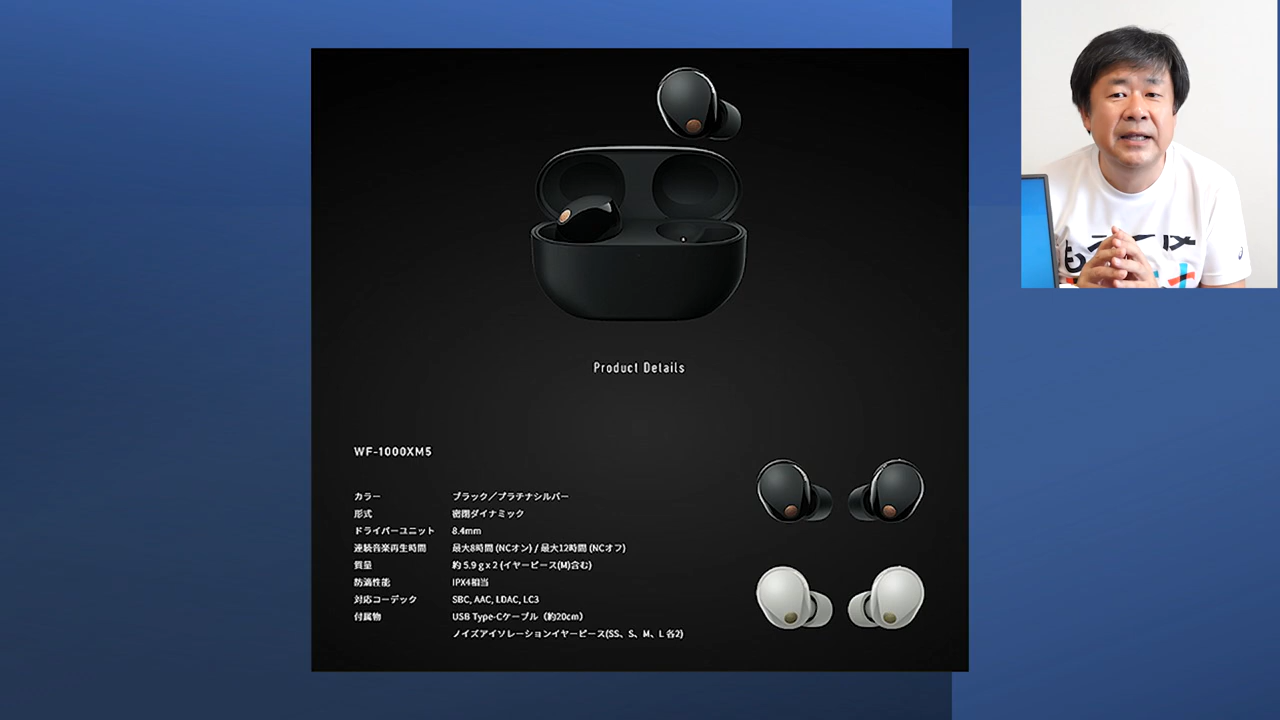 Product Details
WF-1000XM5
カラー ブラック／プラチナシルバー
形式 密閉ダイナミック
ドライバーユニット 8.4mm
連続音楽再生時間 最大8時間 (NCオン) / 最大12時間 (NCオフ)
質量 約 5.9 g x 2 (イヤーピース(M)含む)
防滴性能 IPX4相当
対応コーデック SBC, AAC, LDAC, LC3
付属物 USB Type-Cケーブル（約20cm）
ノイズアイソレーションイヤーピース(SS、S、M、L 各2)